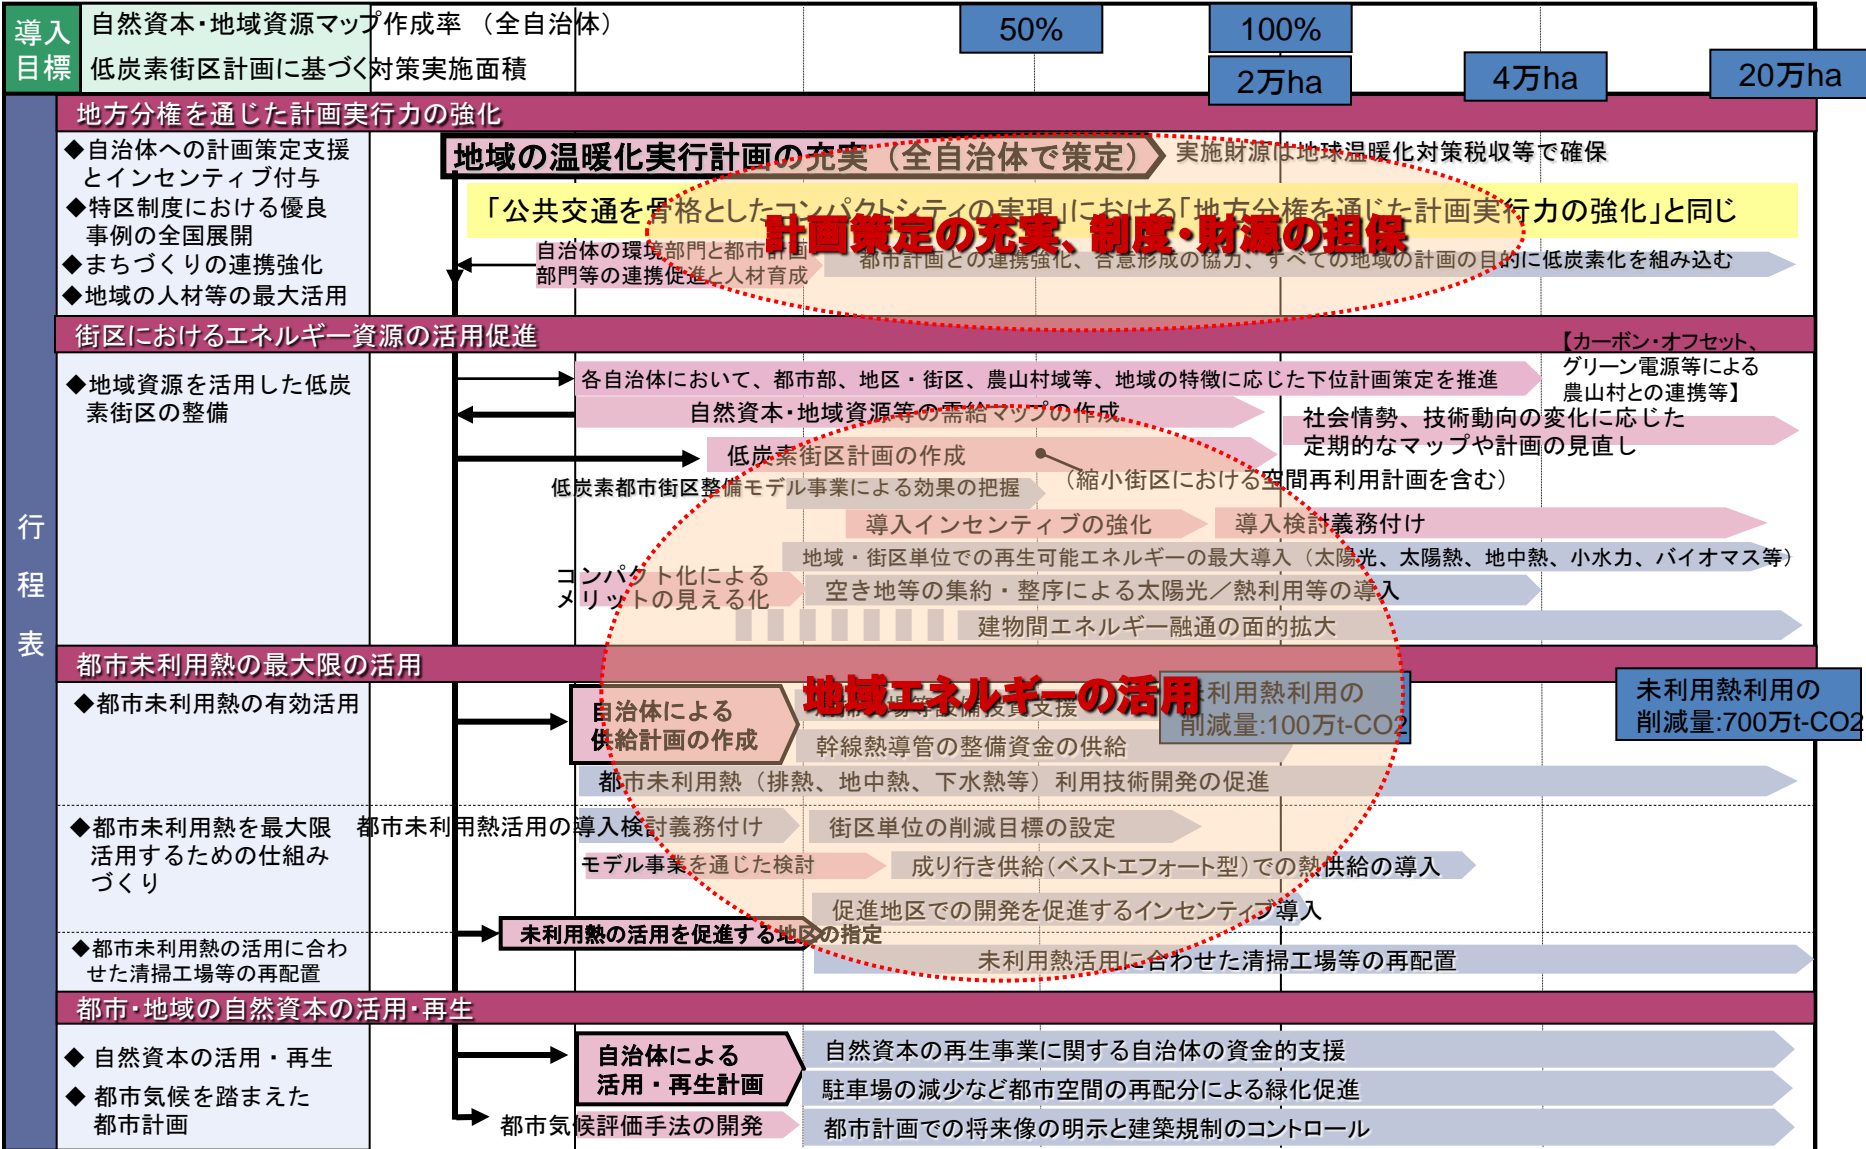 導入
目標
自然資本・地域資源マップ作成率 （全自治体）
50%
100%
低炭素街区計画に基づく対策実施面積
2万ha
4万ha
20万ha
行
程
表
地方分権を通じた計画実行力の強化
◆自治体への計画策定支援
とインセンティブ付与
◆特区制度における優良
事例の全国展開
◆まちづくりの連携強化
◆地域の人材等の最大活用
地域の温暖化実行計画の充実（全自治体で策定）
実施財源は地球温暖化対策税収等で確保
「公共交通を骨格としたコンパクトシティの実現」における「地方分権を通じた計画実行力の強化」と同じ
計画策定の充実、制度・財源の担保
自治体の環境部門と都市計画
部門等の連携促進と人材育成
都市計画との連携強化、合意形成の協力、すべての地域の計画の目的に低炭素化を組み込む
街区におけるエネルギー資源の活用促進
◆地域資源を活用した低炭
素街区の整備
【カーボン・オフセット、
グリーン電源等による
農山村との連携等】
各自治体において、都市部、地区・街区、農山村域等、地域の特徴に応じた下位計画策定を推進
自然資本・地域資源等の需給マップの作成
社会情勢、技術動向の変化に応じた
定期的なマップや計画の見直し
低炭素街区計画の作成
（縮小街区における空間再利用計画を含む）
低炭素都市街区整備モデル事業による効果の把握
導入インセンティブの強化
導入検討義務付け
地域・街区単位での再生可能エネルギーの最大導入（太陽光、太陽熱、地中熱、小水力、バイオマス等）
コンパクト化による
メリットの見える化
空き地等の集約・整序による太陽光／熱利用等の導入
建物間エネルギー融通の面的拡大
都市未利用熱の最大限の活用
◆都市未利用熱の有効活用
自治体による
供給計画の作成
地域エネルギーの活用
設備投資支援
幹線熱導管の整備資金の供給
未利用熱利用の
削減量:100万t-CO2
未利用熱利用の
削減量:700万t-CO2
都市未利用熱（排熱、地中熱、下水熱等）利用技術開発の促進
◆都市未利用熱を最大限
活用するための仕組み
づくり
都市未利用熱活用の導入検討義務付け
街区単位の削減目標の設定
モデル事業を通じた検討
成り行き供給（ベストエフォート型）での熱供給の導入
促進地区での開発を促進するインセンティブ導入
未利用熱の活用を促進する地区の指定
◆都市未利用熱の活用に合わ
せた清掃工場等の再配置
未利用熱活用に合わせた清掃工場等の再配置
都市・地域の自然資本の活用・再生
◆ 自然資本の活用・再生
◆ 都市気候を踏まえた
都市計画
自治体による
活用・再生計画
自然資本の再生事業に関する自治体の資金的支援
駐車場の減少など都市空間の再配分による緑化促進
都市気候評価手法の開発
都市計画での将来像の明示と建築規制のコントロール